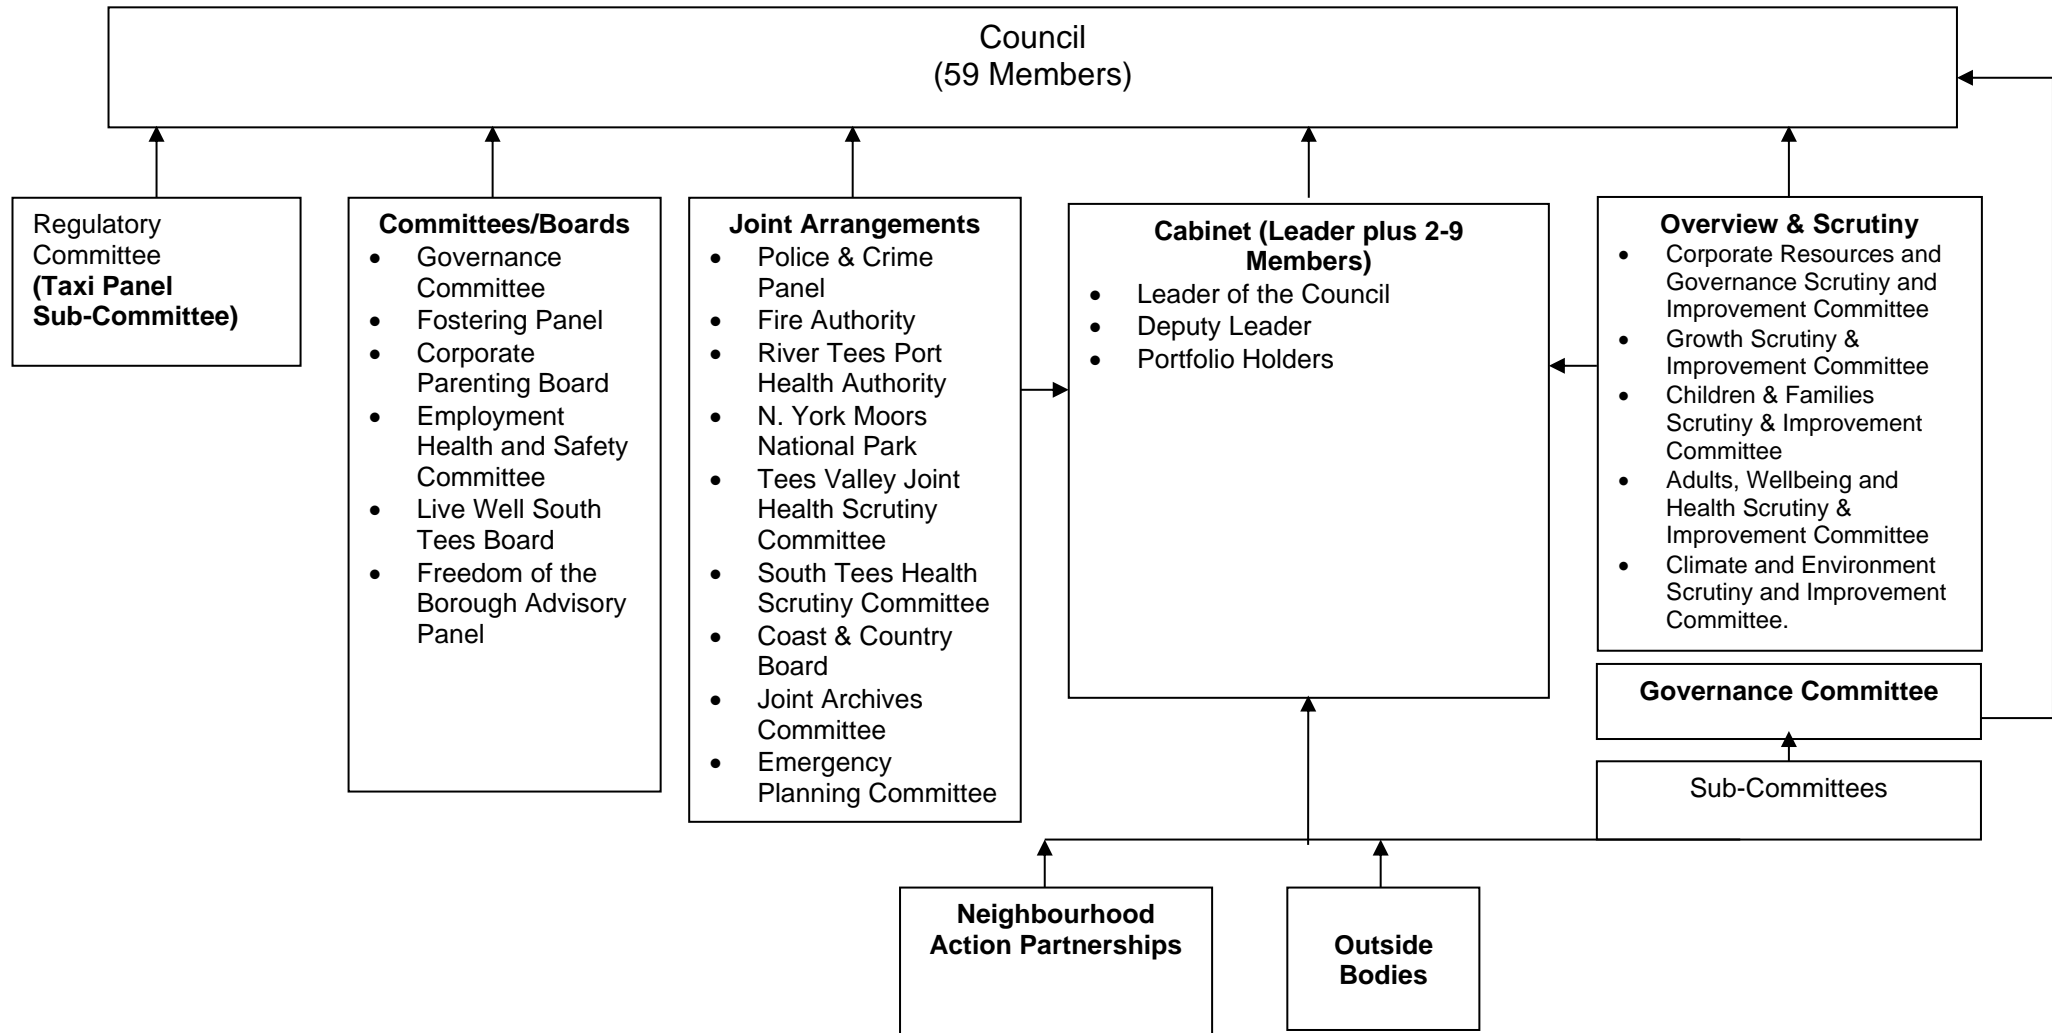 Council
(59 Members)
Regulatory
Committee
(Taxi Panel
Sub-Committee)
Committees/Boards
• Governance
Committee
• Fostering Panel
• Corporate
Parenting Board
• Employment
Health and Safety
Committee
• Live Well South
Tees Board
• Freedom of the
Borough Advisory
Panel
Joint Arrangements
• Police & Crime
Panel
• Fire Authority
• River Tees Port
Health Authority
• N. York Moors
National Park
• Tees Valley Joint
Health Scrutiny
Committee
• South Tees Health
Scrutiny Committee
• Coast & Country
Board
• Joint Archives
Committee
• Emergency
Planning Committee
Cabinet (Leader plus 2-9
Members)
• Leader of the Council
• Deputy Leader
• Portfolio Holders
Overview & Scrutiny
• Corporate Resources and
Governance Scrutiny and
Improvement Committee
• Growth Scrutiny &
Improvement Committee
• Children & Families
Scrutiny & Improvement
Committee
• Adults, Wellbeing and
Health Scrutiny &
Improvement Committee
• Climate and Environment
Scrutiny and Improvement
Committee.
Governance Committee
Sub-Committees
Neighbourhood
Action Partnerships
Outside
Bodies